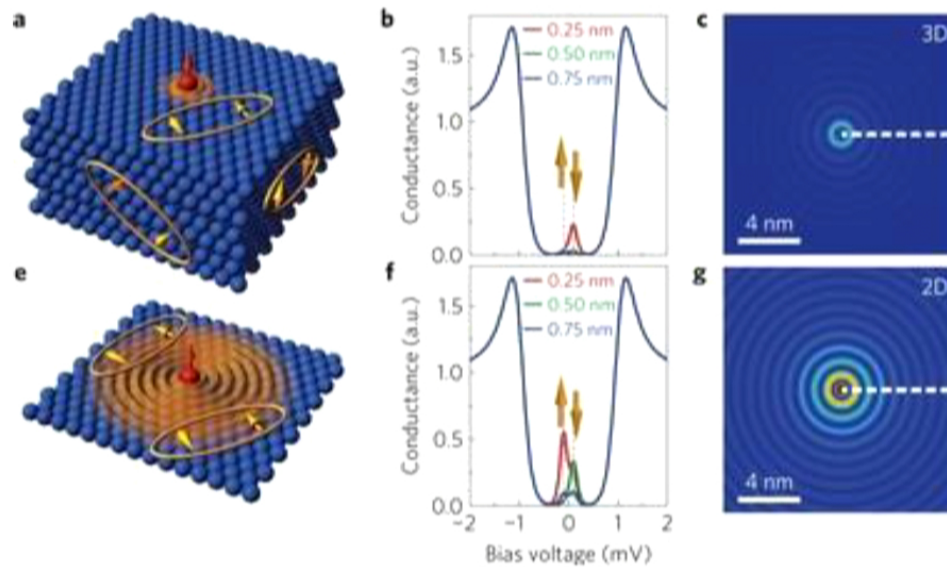 a
b
Conductance (a.u.)
1.5
1.0
0.5
0.0
0.25 nm
0.50 nm
0.75 nm
c
3D
4 nm
e
f
Conductance (a.u.)
1.5
1.0
0.5
0.0
0.25 nm
0.50 nm
0.75 nm
−2 −1 0 1 2
Bias voltage (mV)
g
2D
4 nm